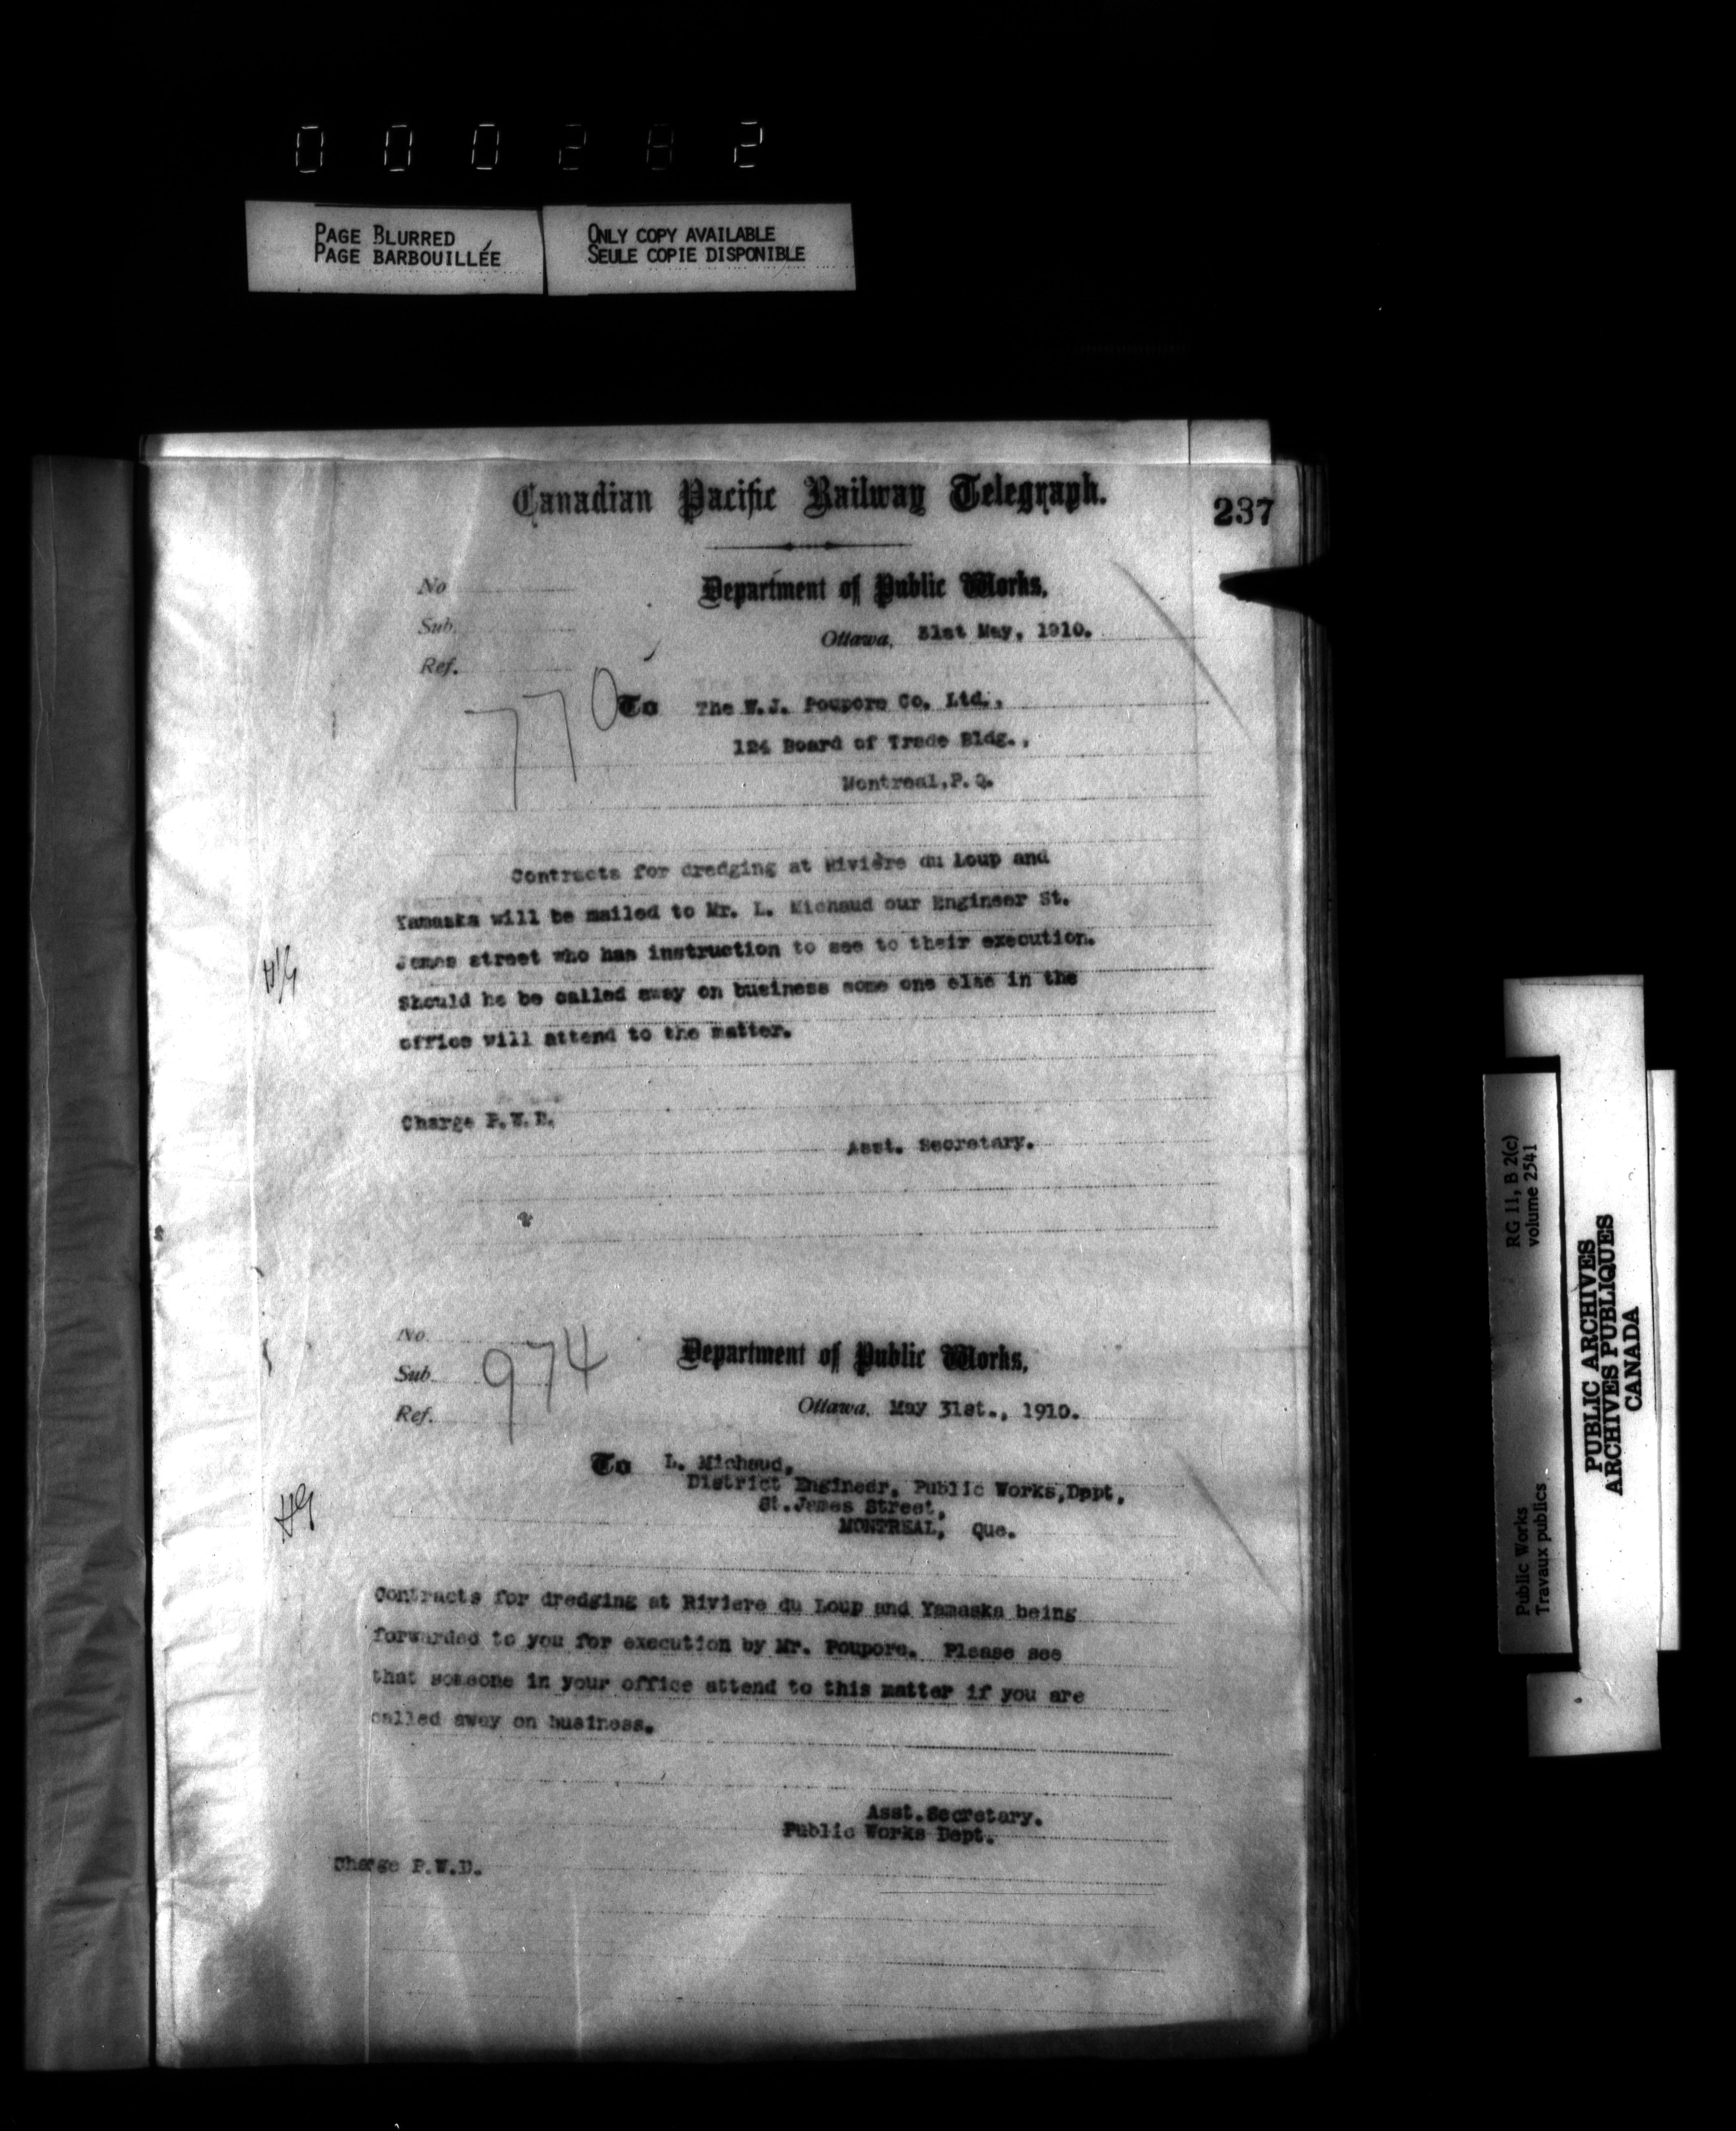 000282
PAGE BLURRED
PAGE BARBOUILLÉE
ONLY COPY AVAILABLE
SEULE COPIE DISPONIBLE
Canadian Pacific Railway Telegraph.
237
No
Department of Public Works,
Sub.
Ottawa, 31st May, 1910.
Ref.
770
To The W.J. Poupore Co. Ltd.,
124 Board of Trade Bldg.,
Montreal,P.Q.
Contracts for dredging at Rivière du Loup and
Yamaska will be mailed to Mr. L. Michaud our Engineer St.
James street who has instruction to see to their execution.
Should he be called away on business some one else in the
office will attend to the matter.
Charge P.W.D.
Asst. Secretary.
No.
974
Department of Public Works,
Sub.
Ref.
Ottawa, May 31st., 1910.
To L. Michaud,
District Engineer, Public Works,Dept,
St.James Street,
MONTREAL, Que.
Contracts for dredging at Riviere du Loup and Yamaska being
forwarded to you for execution by Mr. Poupore. Please see
that someone in your office attend to this matter if you are
called away on business.
Asst.Secretary.
Public Works Dept.
Charge P.W.D.
RG 11, B 2(c)
volume 2541
Public Works
Travaux publics
PUBLIC ARCHIVES
ARCHIVES PUBLIQUES
CANADA